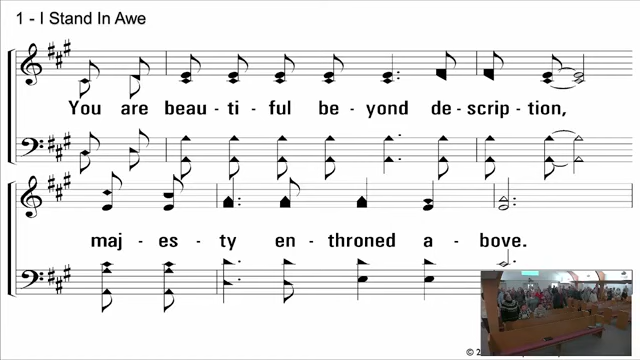 1 - I Stand In Awe
You are beau - ti - ful be - yond de - scrip - tion,
maj - es - ty en - throned a - bove.
©